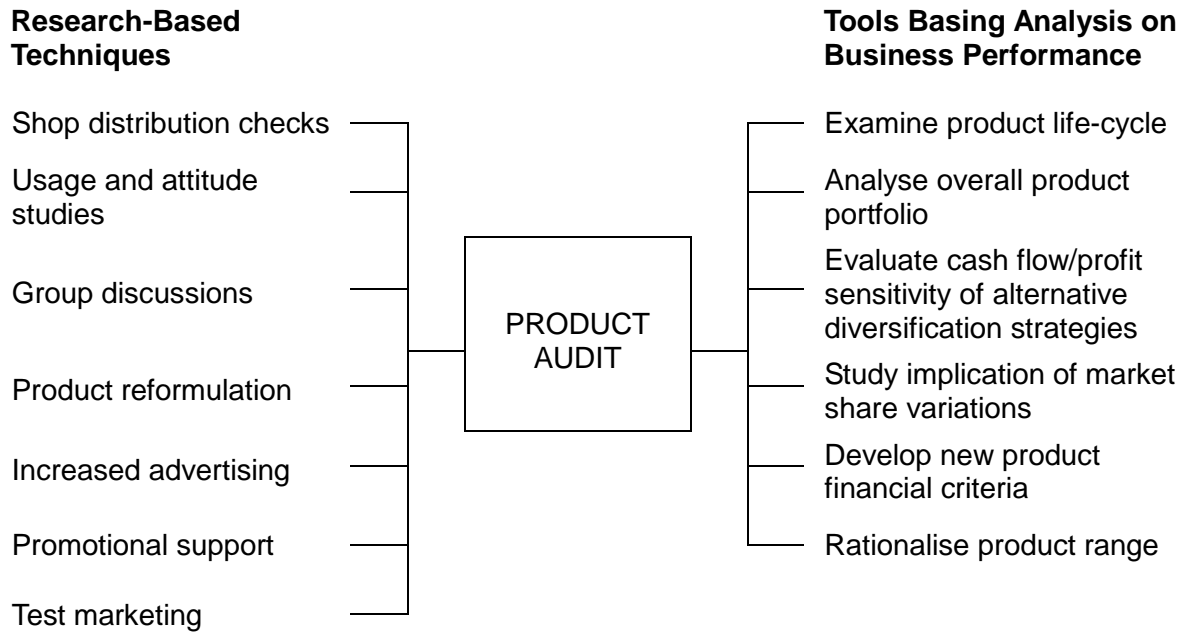 Research-Based
Techniques
Shop distribution checks
Usage and attitude
studies
Group discussions
Product reformulation
Increased advertising
Promotional support
Test marketing
PRODUCT
AUDIT
Tools Basing Analysis on
Business Performance
Examine product life-cycle
Analyse overall product
portfolio
Evaluate cash flow/profit
sensitivity of alternative
diversification strategies
Study implication of market
share variations
Develop new product
financial criteria
Rationalise product range